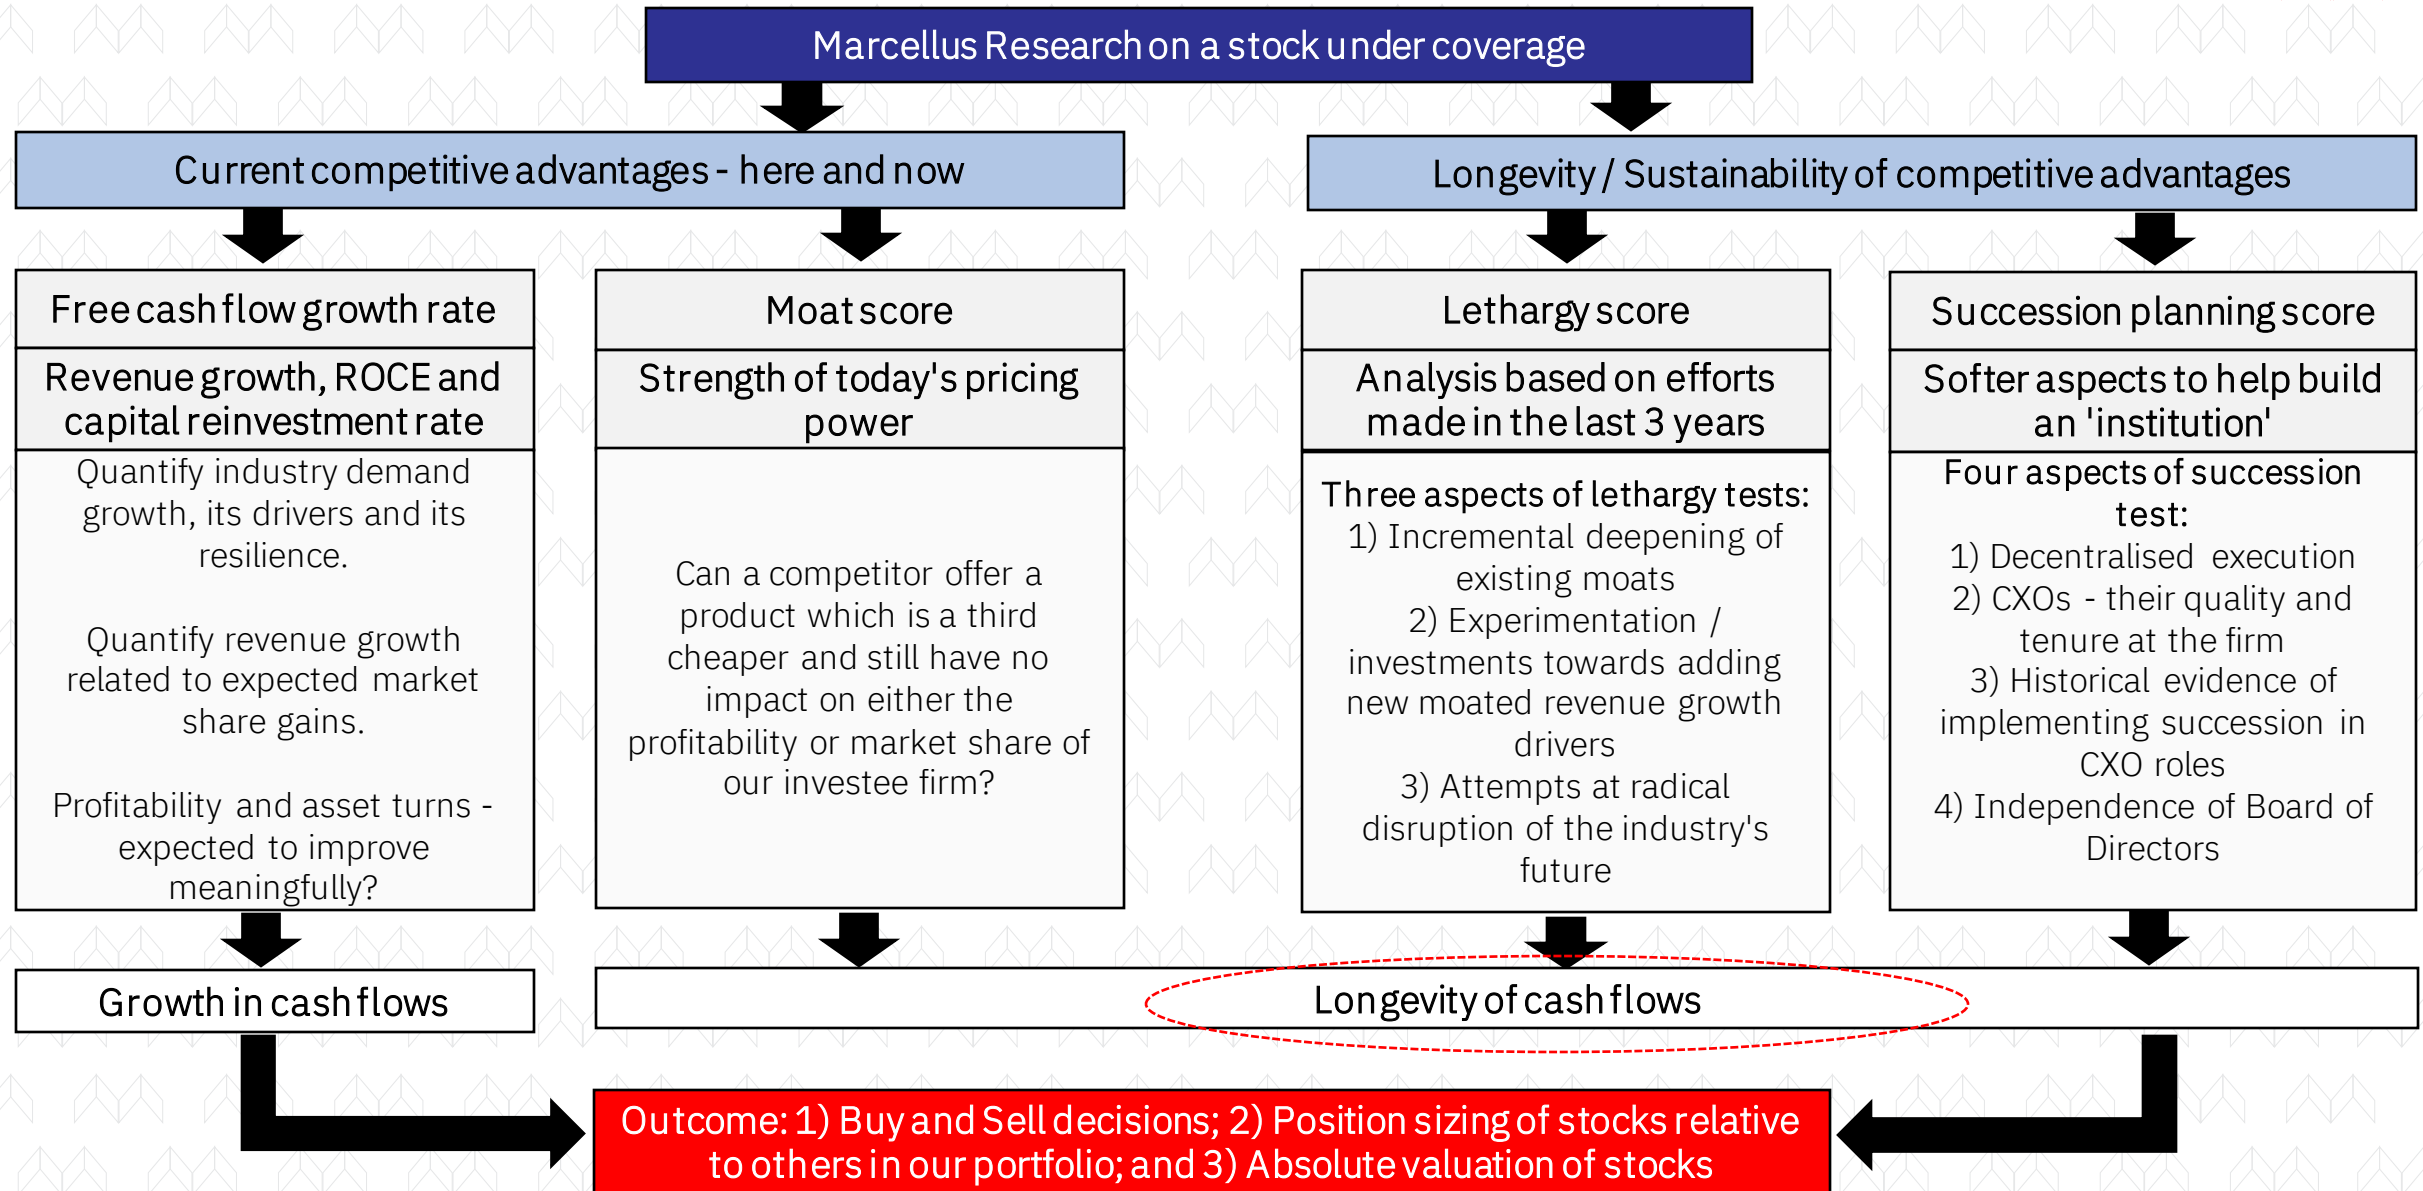 Marcellus Research on a stock under coverage
Current competitive advantages - here and now
Longevity / Sustainability of competitive advantages
Free cash flow growth rate
Revenue growth, ROCE and
capital reinvestment rate
Quantify industry demand
growth, its drivers and its
resilience.
Quantify revenue growth
related to expected market
share gains.
Profitability and asset turns -
expected to improve
meaningfully?
Moat score
Strength of today's pricing
power
Can a competitor offer a
product which is a third
cheaper and still have no
impact on either the
profitability or market share of
our investee firm?
Lethargy score
Analysis based on efforts
made in the last 3 years
Three aspects of lethargy tests:
1) Incremental deepening of
existing moats
2) Experimentation /
investments towards adding
new moated revenue growth
drivers
3) Attempts at radical
disruption of the industry's
future
Succession planning score
Softer aspects to help build
an 'institution'
Four aspects of succession
test:
1) Decentralised execution
2) CXOs - their quality and
tenure at the firm
3) Historical evidence of
implementing succession in
CXO roles
4) Independence of Board of
Directors
Growth in cash flows
Longevity of cash flows
Outcome: 1) Buy and Sell decisions; 2) Position sizing of stocks relative
to others in our portfolio; and 3) Absolute valuation of stocks